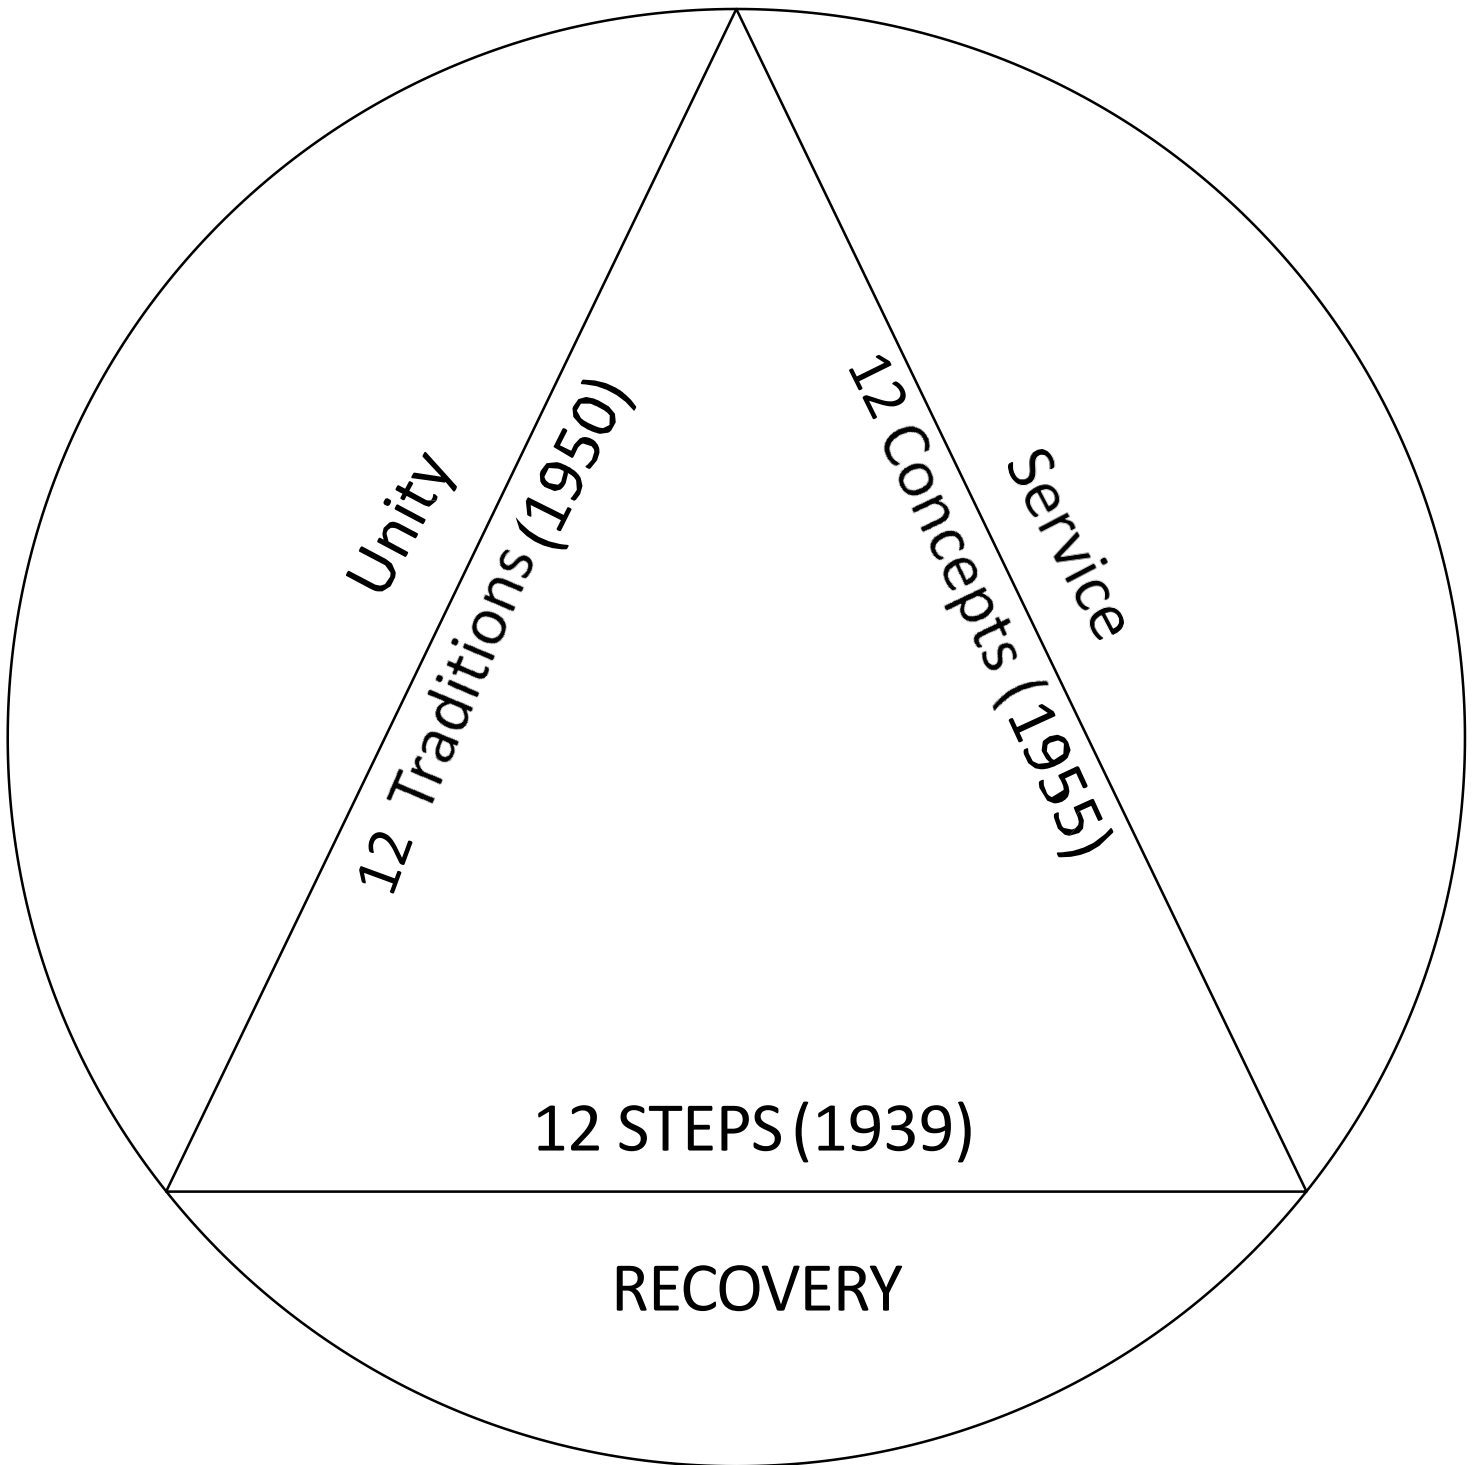 Unity
12 Traditions (1950)
12 Concepts (1955)
Service
12 STEPS (1939)
RECOVERY